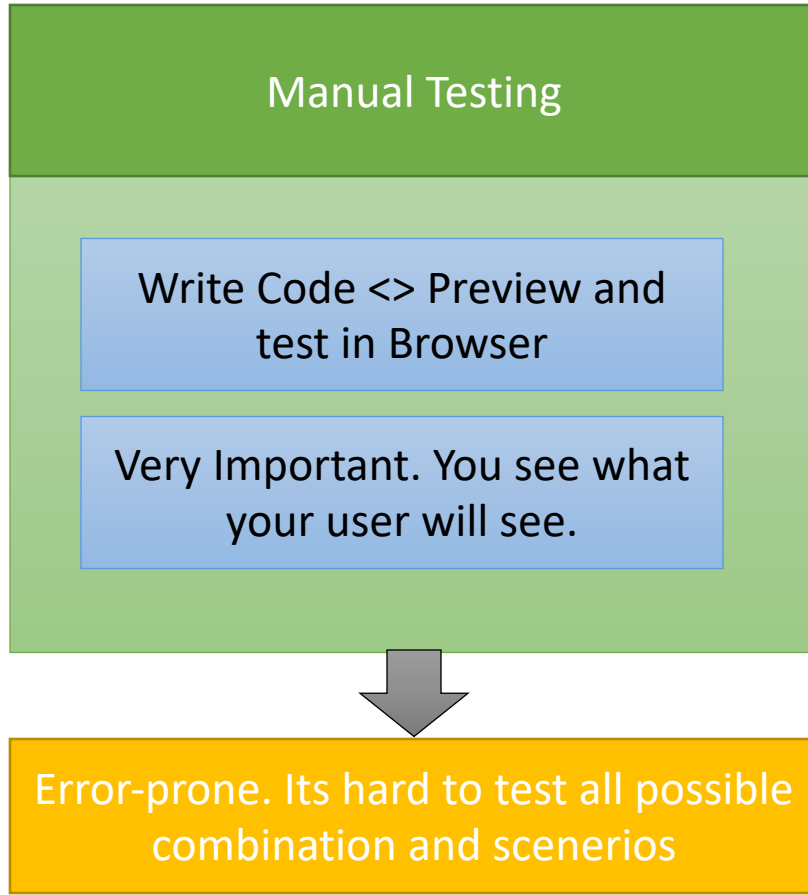 Manual Testing
Write Code <> Preview and
test in Browser
Very Important. You see what
your user will see.
Error-prone. Its hard to test all possible
combination and scenerios